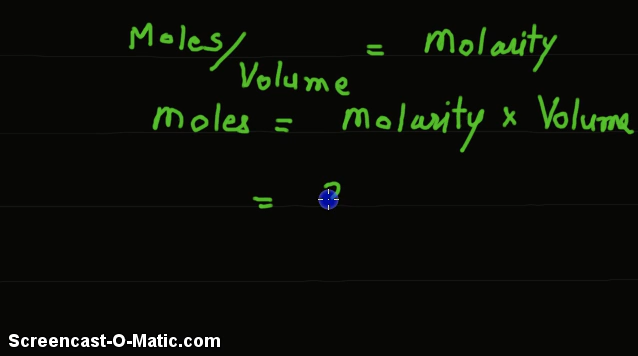 Moles/Volume = Molarity
moles = molarity × Volume
=
Screencast-O-Matic.com